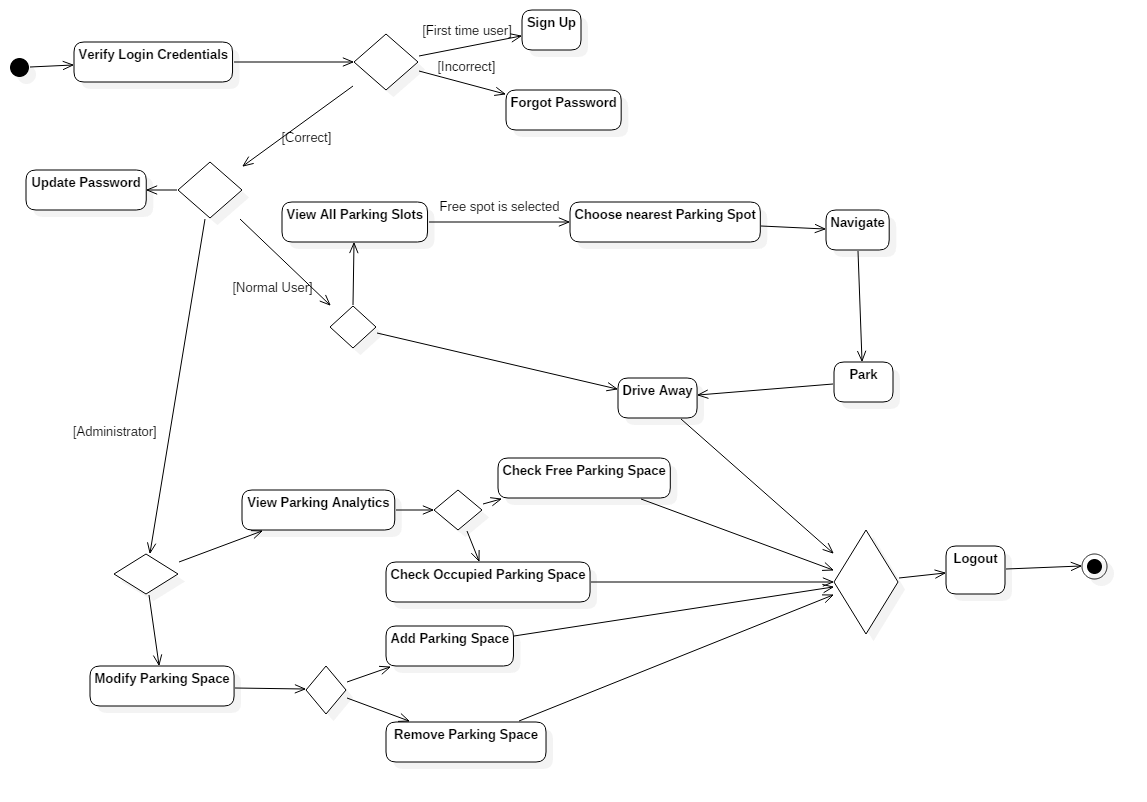 Sign Up
[First time user]
Verify Login Credentials
[Incorrect]
Forgot Password
[Correct]
Update Password
View All Parking Slots
Free spot is selected
Choose nearest Parking Spot
Navigate
[Normal User]
Park
Drive Away
[Administrator]
Check Free Parking Space
View Parking Analytics
Check Occupied Parking Space
Logout
Add Parking Space
Modify Parking Space
Remove Parking Space